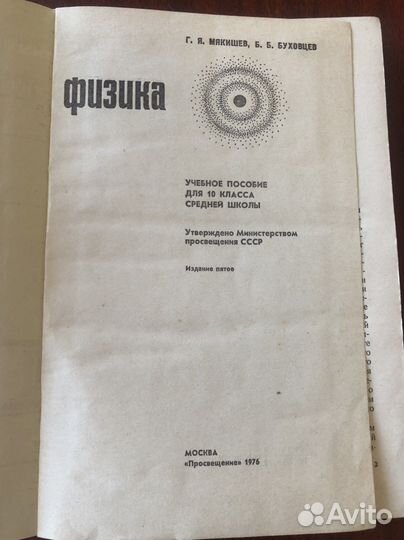 Г. Я. МЯКИШЕВ, Б. Б. БУХОВЦЕВ
физика
УЧЕБНОЕ ПОСОБИЕ
ДЛЯ 10 КЛАССА
СРЕДНЕЙ ШКОЛЫ
Утверждено Министерством
просвещения СССР
Издание пятое
МОСКВА
«Просвещение» 1976
Avito